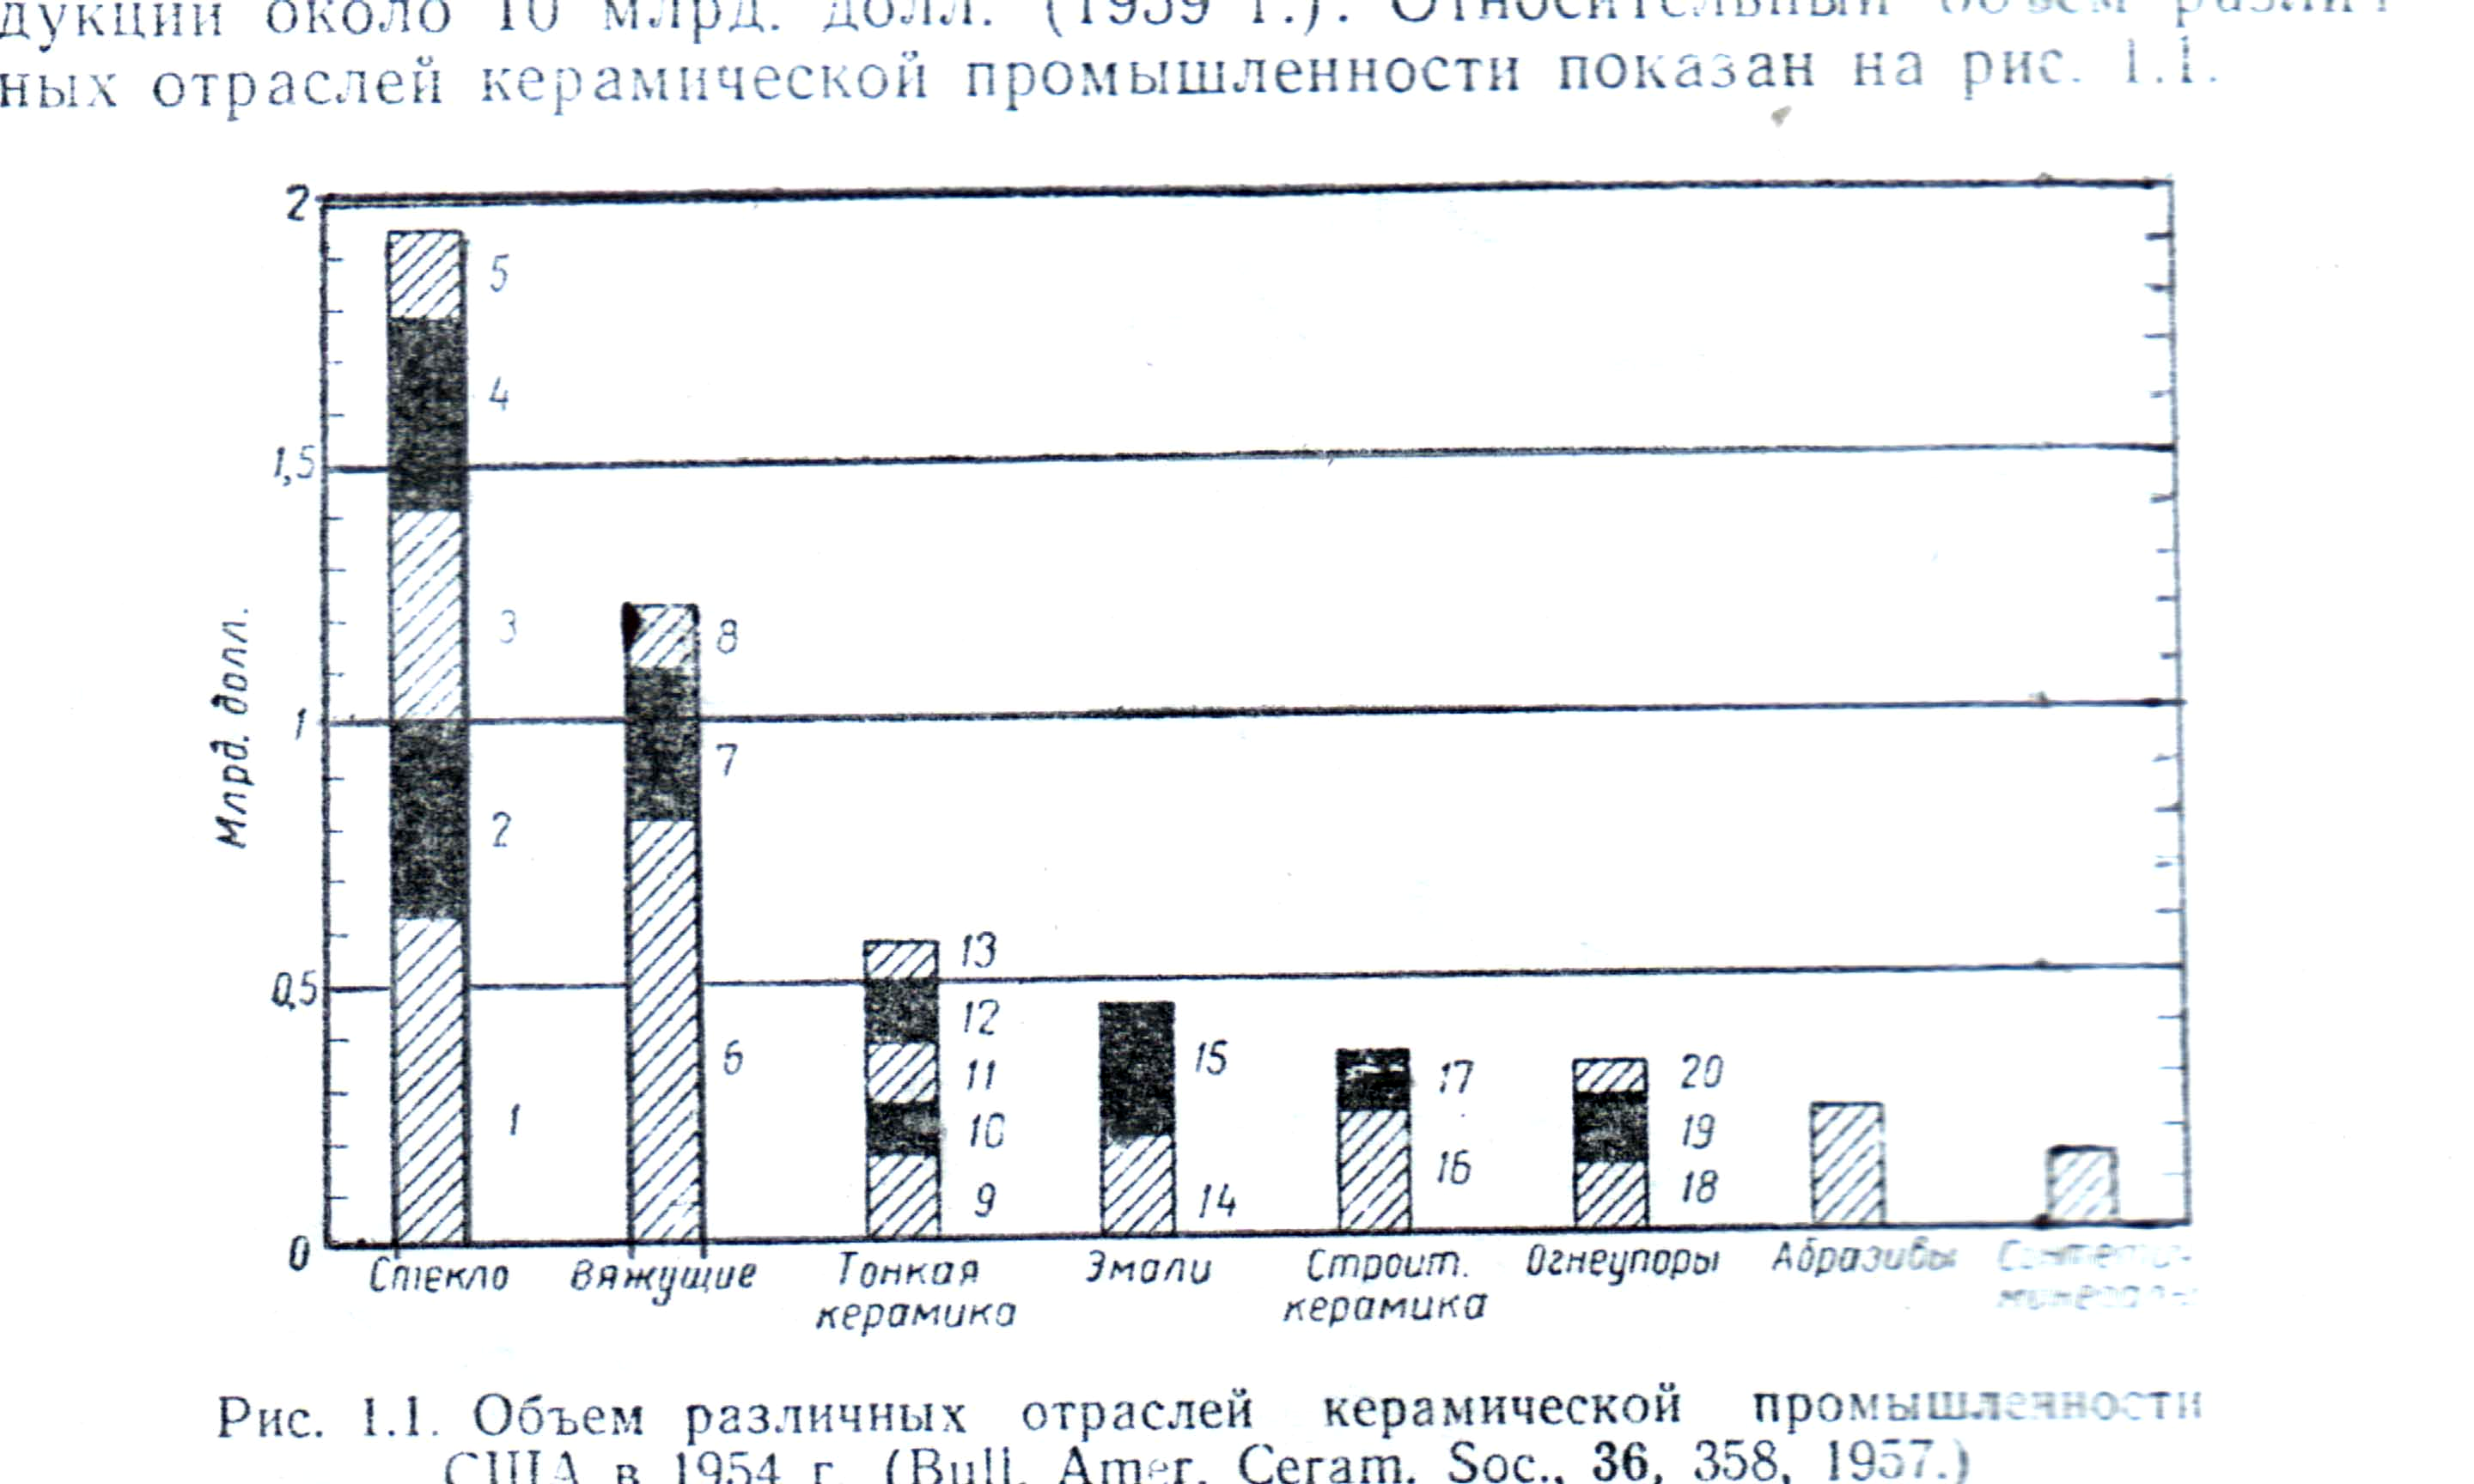 дукции около 10 млрд. долл. (1959 г.). Относительный объем различ-
ных отраслей керамической промышленности показан на рис. 1.1.
2
5
4
1,5
3
8
Млрд. долл.
1
7
2
13
0,5
12
6
15
11
17
20
1
10
19
16
18
9
14
0
Стекло
Вяжущие
Тонкая
керамика
Эмали
Строит.
керамика
Огнеупоры
Абразивы
Рис. 1.1. Объем различных отраслей керамической промышленности
США в 1954 г. (Bull. Amer. Ceram. Soc., 36, 358, 1957.)